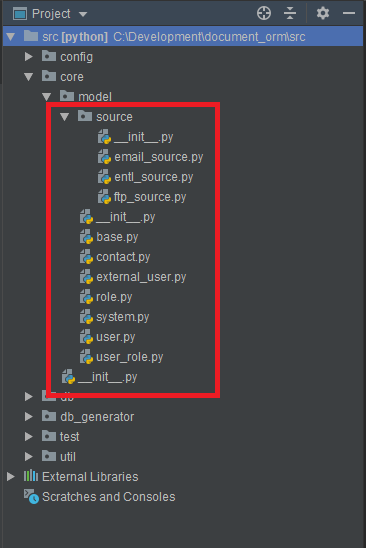 Project
src [python] C:\Development\document_orm\src
config
core
model
source
__init__.py
email_source.py
entl_source.py
ftp_source.py
__init__.py
base.py
contact.py
external_user.py
role.py
system.py
user.py
user_role.py
__init__.py
db
db_generator
test
util
External Libraries
Scratches and Consoles